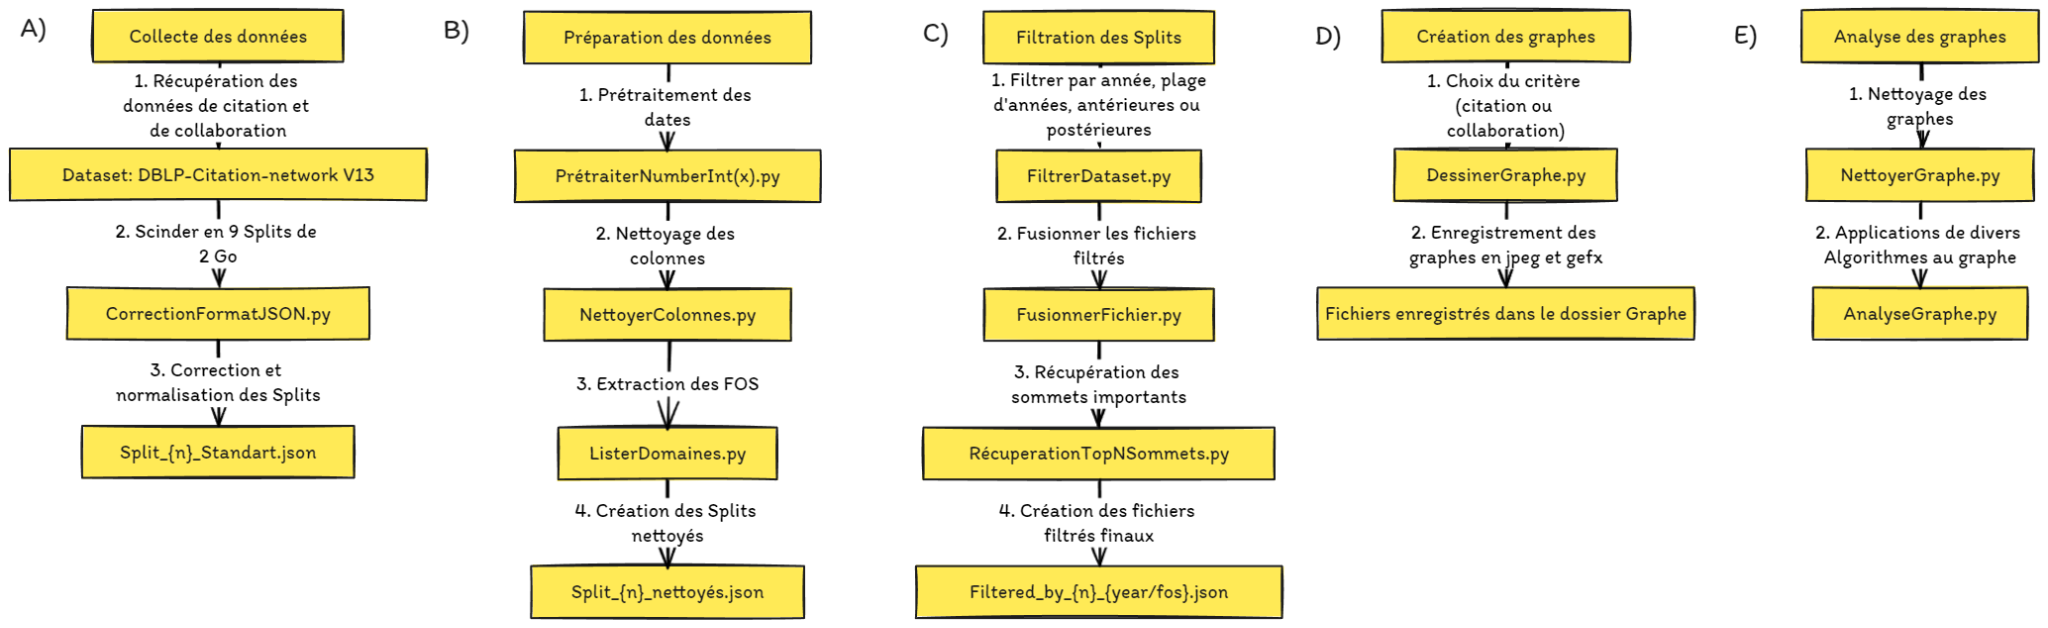 A)
Collecte des données
1. Récupération des
données de citation et
de collaboration
Dataset: DBLP-Citation-network V13
2. Scinder en 9 Splits de
2 Go
CorrectionFormatJSON.py
3. Correction et
normalisation des Splits
Split_{n}_Standart.json
B)
Préparation des données
1. Prétraitement des
dates
PrétraiterNumberInt(x).py
2. Nettoyage des
colonnes
NettoyerColonnes.py
3. Extraction des FOS
ListerDomaines.py
4. Création des Splits
nettoyés
Split_{n}_nettoyés.json
C)
Filtration des Splits
1. Filtrer par année, plage
d'années, antérieures ou
postérieures
FiltrerDataset.py
2. Fusionner les fichiers
filtrés
FusionnerFichier.py
3. Récupération des
sommets importants
RécuperationTopNSommets.py
4. Création des fichiers
filtrés finaux
Filtered_by_{n}_{year/fos}.json
D)
Création des graphes
1. Choix du critère
(citation ou
collaboration)
DessinerGraphe.py
2. Enregistrement des
graphes en jpeg et gefx
Fichiers enregistrés dans le dossier Graphe
E)
Analyse des graphes
1. Nettoyage des
graphes
NettoyerGraphe.py
2. Applications de divers
Algorithmes au graphe
AnalyseGraphe.py